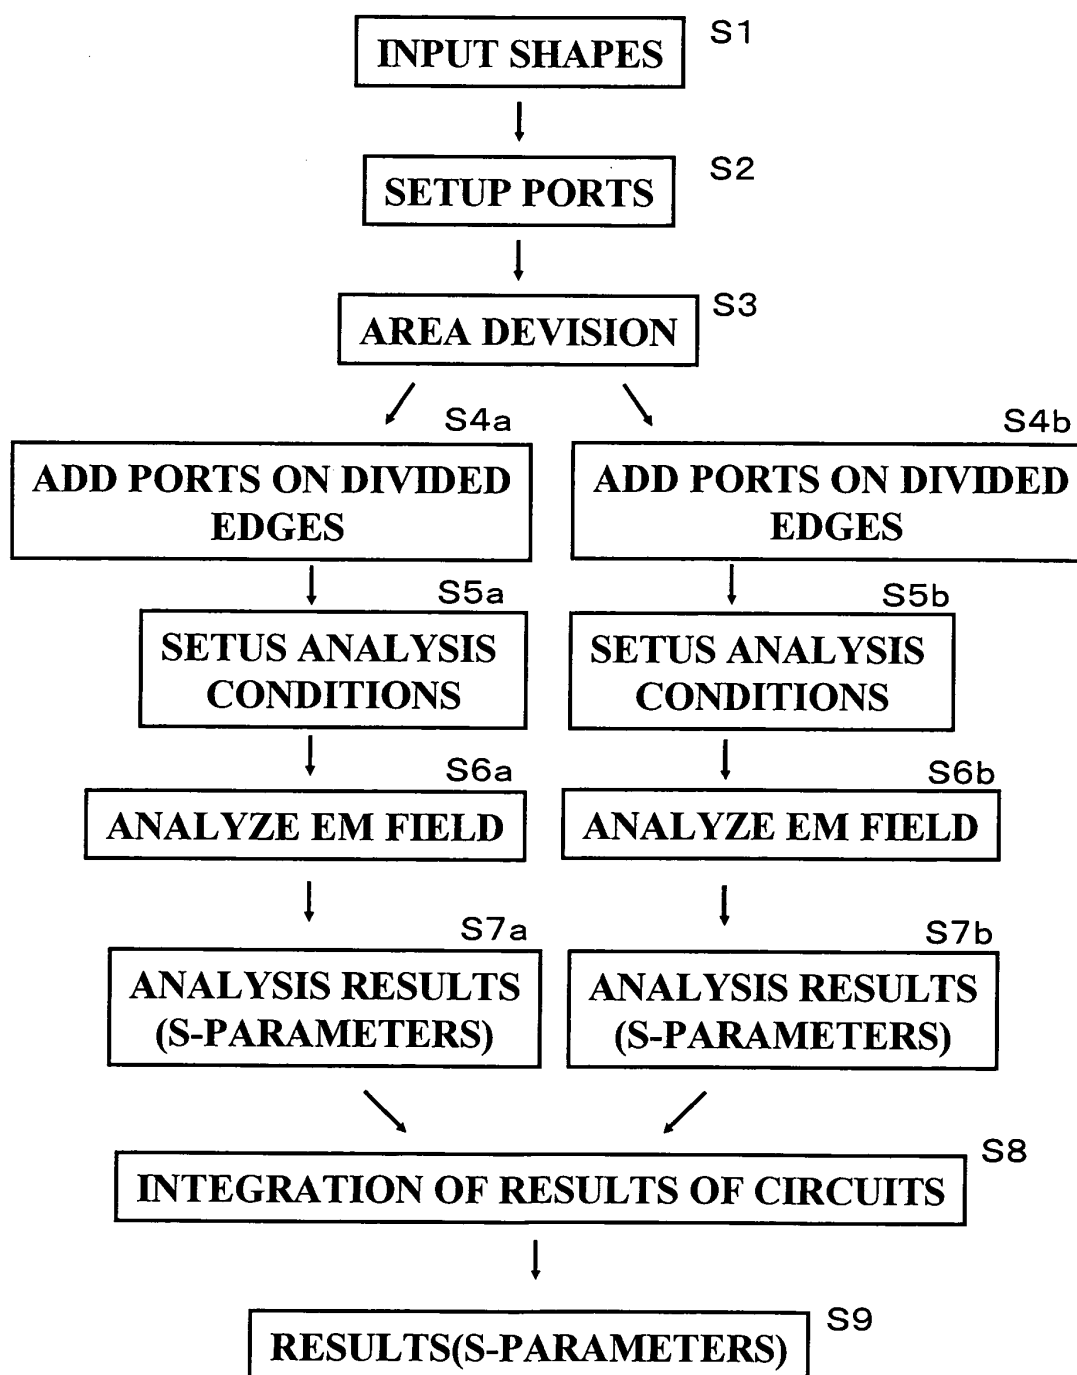 S1
INPUT SHAPES
S2
SETUP PORTS
S3
AREA DEVISION
S4a
ADD PORTS ON DIVIDED
EDGES
S4b
ADD PORTS ON DIVIDED
EDGES
S5a
SETUS ANALYSIS
CONDITIONS
S5b
SETUS ANALYSIS
CONDITIONS
S6a
ANALYZE EM FIELD
S6b
ANALYZE EM FIELD
S7a
ANALYSIS RESULTS
(S-PARAMETERS)
S7b
ANALYSIS RESULTS
(S-PARAMETERS)
S8
INTEGRATION OF RESULTS OF CIRCUITS
S9
RESULTS(S-PARAMETERS)